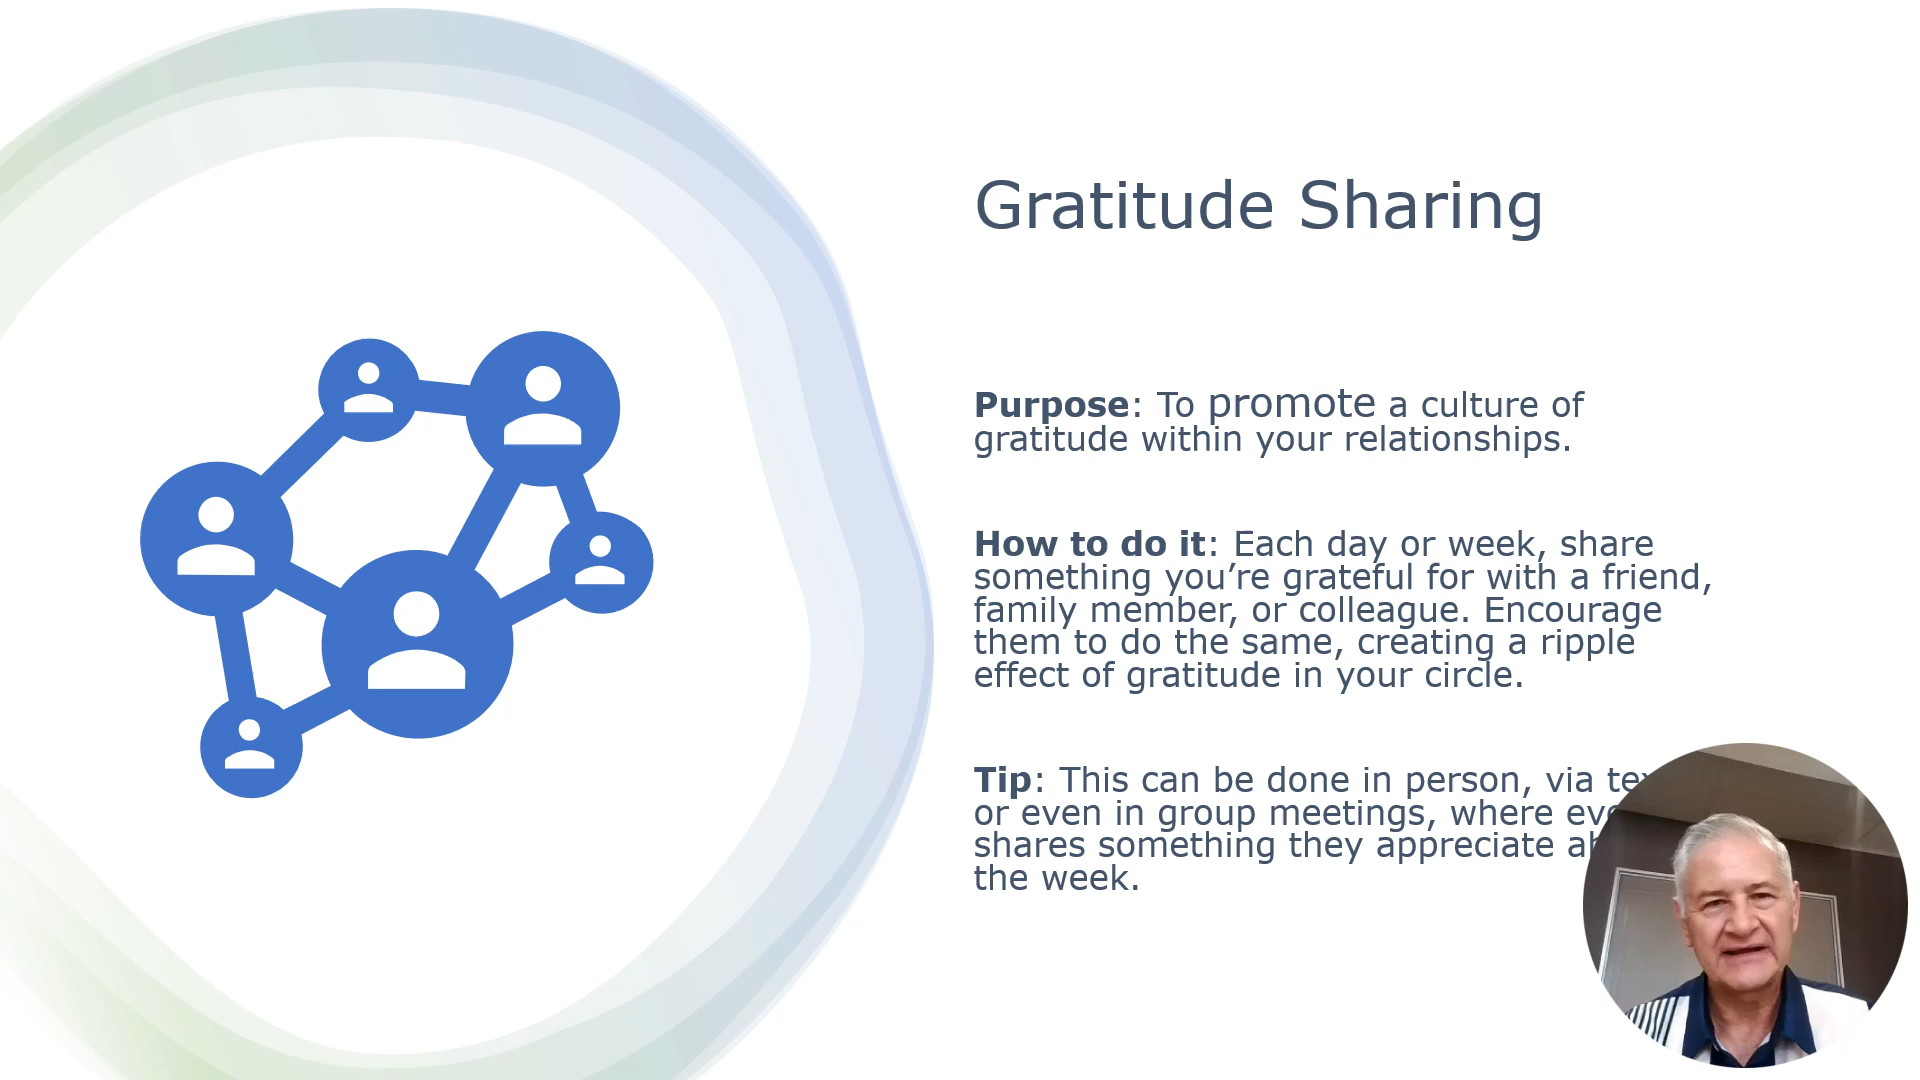 Gratitude Sharing
Purpose: To promote a culture of
gratitude within your relationships.
How to do it: Each day or week, share
something you’re grateful for with a friend,
family member, or colleague. Encourage
them to do the same, creating a ripple
effect of gratitude in your circle.
Tip: This can be done in person, via
or even in group meetings, where
shares something they appreciate
the week.